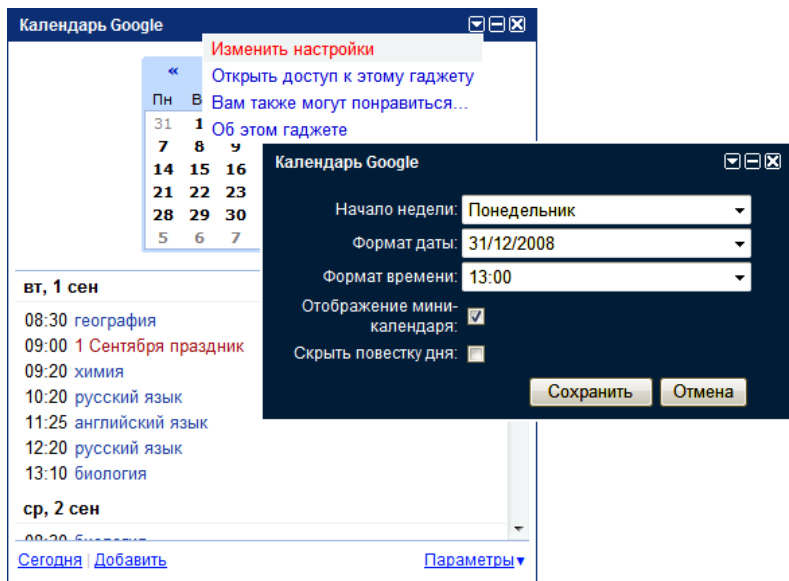 Календарь Google
Изменить настройки
Открыть доступ к этому гаджету
Вам также могут понравиться...
Об этом гаджете
«
Пн В
31 1
7 8 9
14 15 16
21 22 23
28 29 30
5 6 7
Календарь Google
Начало недели: Понедельник
Формат даты: 31/12/2008
Формат времени: 13:00
Отображение мини-
календаря:
Скрыть повестку дня:
Сохранить Отмена
вт, 1 сен
08:30 география
09:00 1 Сентября праздник
09:20 химия
10:20 русский язык
11:25 английский язык
12:20 русский язык
13:10 биология
ср, 2 сен
Сегодня | Добавить Параметры▼